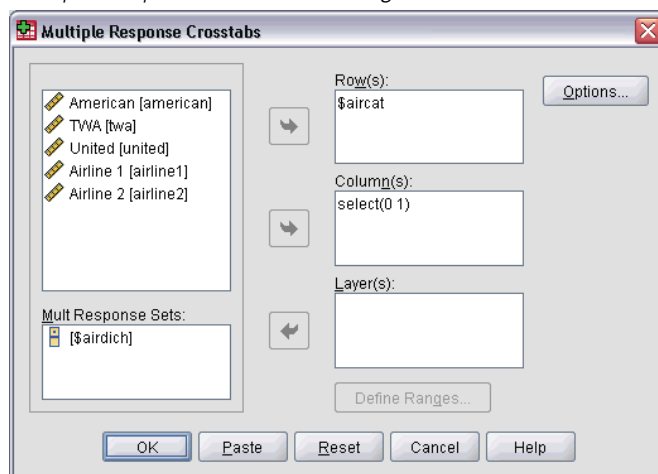 Multiple Response Crosstabs
American [american]
TWA [twa]
United [united]
Airline 1 [airline1]
Airline 2 [airline2]
Mult Response Sets:
[$airdich]
Row(s):
$aircat
Column(s):
select(0 1)
Layer(s):
Define Ranges...
Options...
OK
Paste
Reset
Cancel
Help